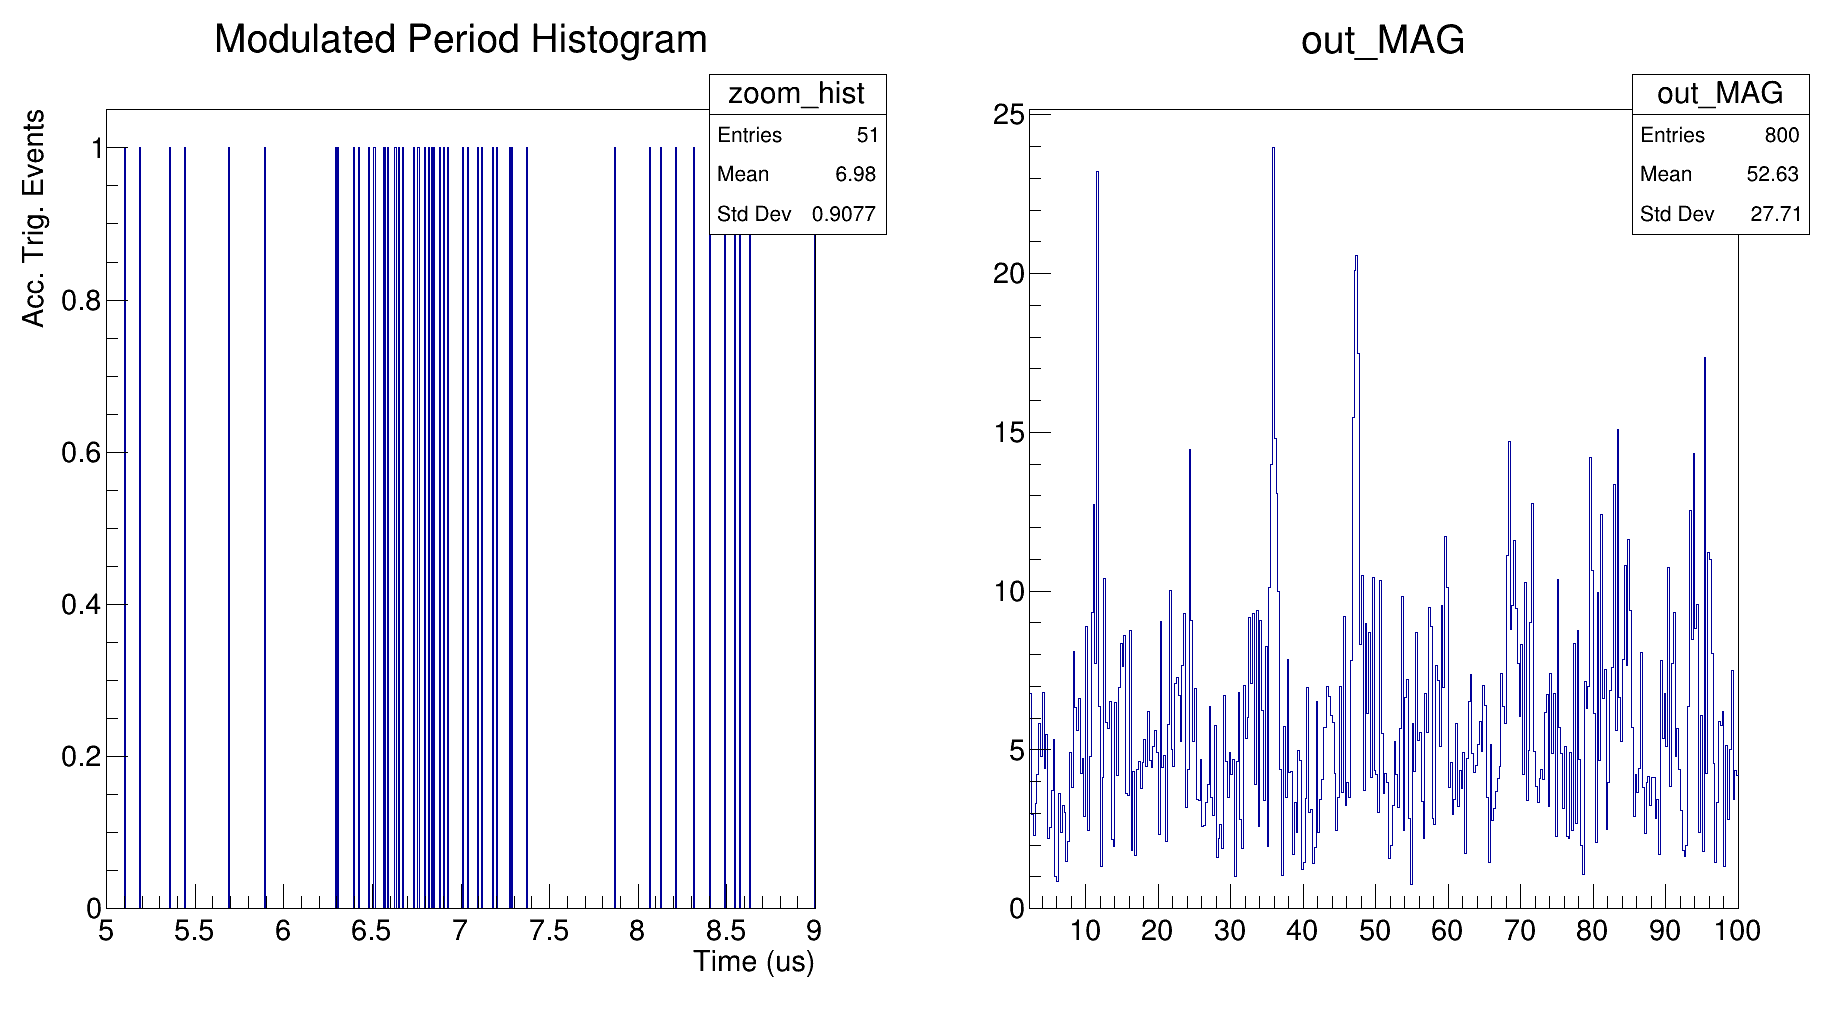 Modulated Period Histogram
zoom_hist
Entries 51
Mean 6.98
Std Dev 0.9077
Acc. Trig. Events
1
0.8
0.6
0.4
0.2
0
5 5.5 6 6.5 7 7.5 8 8.5 9
Time (us)
out_MAG
out_MAG
Entries 800
Mean 52.63
Std Dev 27.71
25
20
15
10
5
0
10 20 30 40 50 60 70 80 90 100